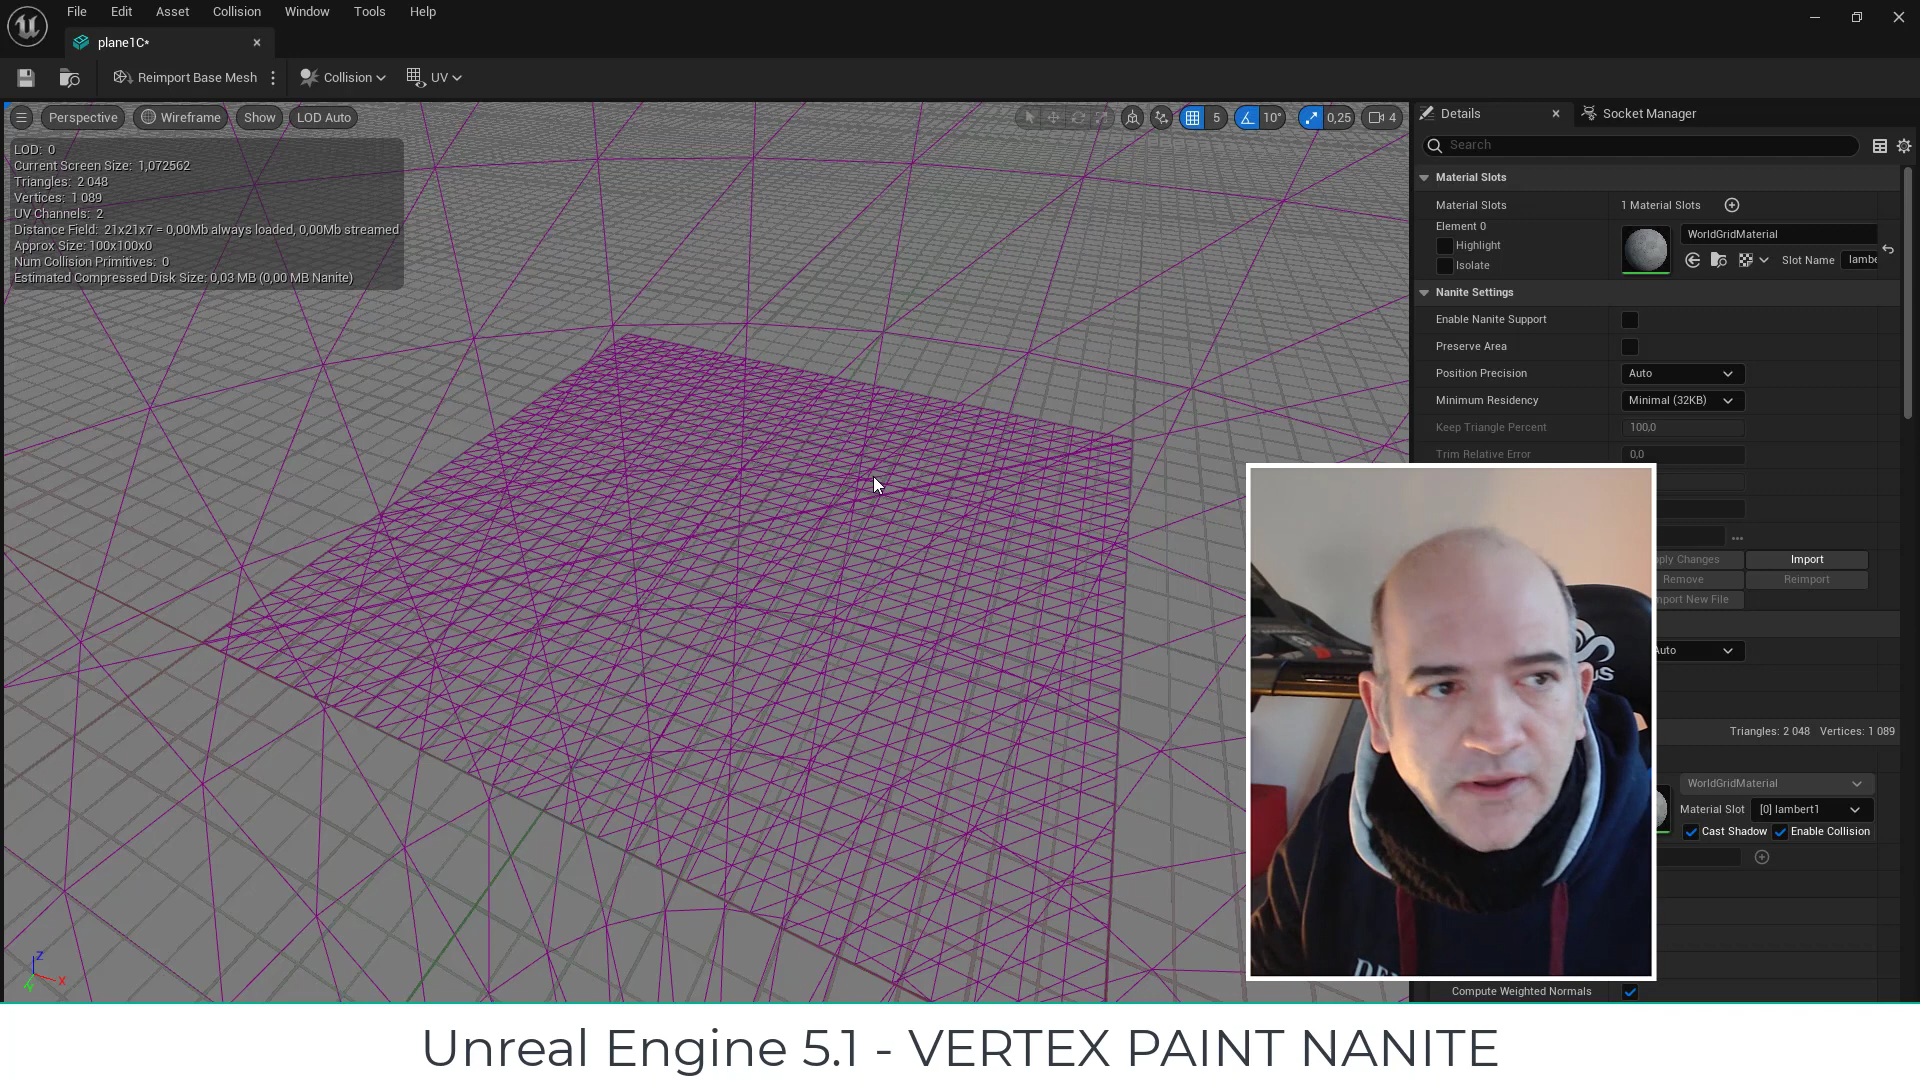 File Edit Asset Collision Window Tools Help
plane1C*
Reimport Base Mesh Collision UV
Perspective Wireframe Show LOD Auto 5 10° 0,25 4
LOD: 0
Current Screen Size: 1,072562
Triangles: 2 048
Vertices: 1 089
UV Channels: 2
Distance Field: 21x21x7 = 0,00Mb always loaded, 0,00Mb streamed
Approx Size: 100x100x0
Num Collision Primitives: 0
Estimated Compressed Disk Size: 0,03 MB (0,00 MB Nanite)
Z
X
Y
Details Socket Manager
Search
Material Slots
Material Slots 1 Material Slots
Element 0
Highlight
Isolate
WorldGridMaterial
Slot Name lambe
Nanite Settings
Enable Nanite Support
Preserve Area
Position Precision Auto
Minimum Residency Minimal (32KB)
Keep Triangle Percent 100,0
Trim Relative Error 0,0
pply Changes Import
Remove Reimport
mport New File
Auto
Triangles: 2 048 Vertices: 1 089
WorldGridMaterial
Material Slot [0] lambert1
Cast Shadow Enable Collision
Compute Weighted Normals
Unreal Engine 5.1 - VERTEX PAINT NANITE